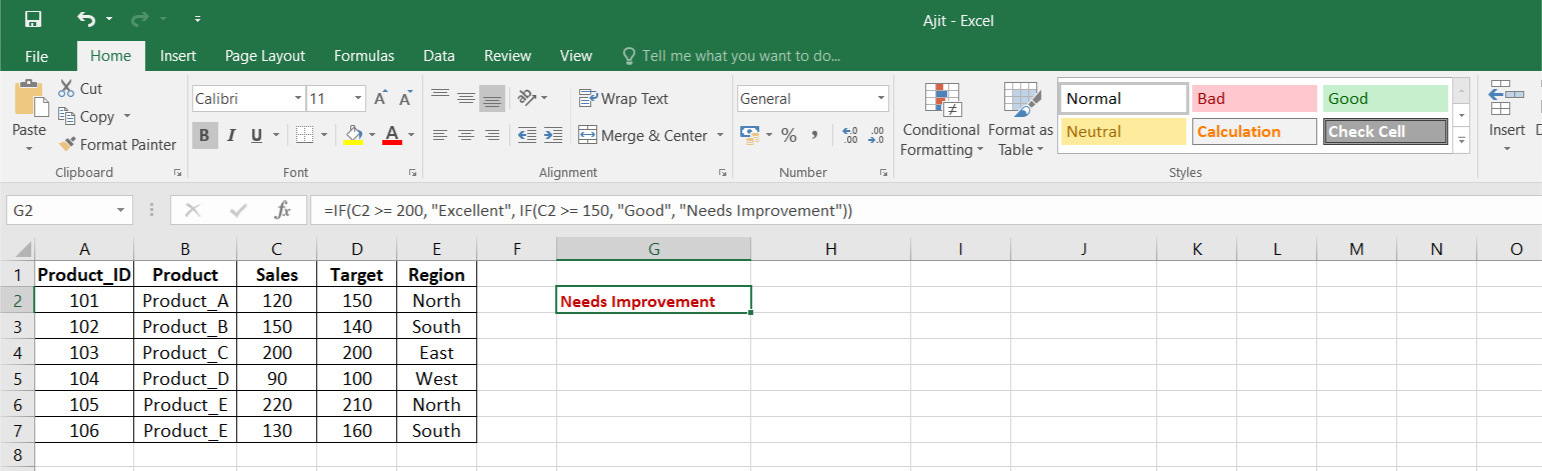 Ajit - Excel
File Home Insert Page Layout Formulas Data Review View Tell me what you want to do...
Paste Cut Copy Format Painter
Clipboard
Calibri 11
B I U A A A
Font
Wrap Text
Merge & Center
Alignment
General
% , .0 .00 .00 .0
Number
Conditional Formatting Format as Table
Normal Bad Good
Neutral Calculation Check Cell
Styles
Insert
G2 fx =IF(C2 >= 200, "Excellent", IF(C2 >= 150, "Good", "Needs Improvement"))
A B C D E F G H I J K L M N O
1 Product_ID Product Sales Target Region
2 101 Product_A 120 150 North Needs Improvement
3 102 Product_B 150 140 South
4 103 Product_C 200 200 East
5 104 Product_D 90 100 West
6 105 Product_E 220 210 North
7 106 Product_E 130 160 South
8